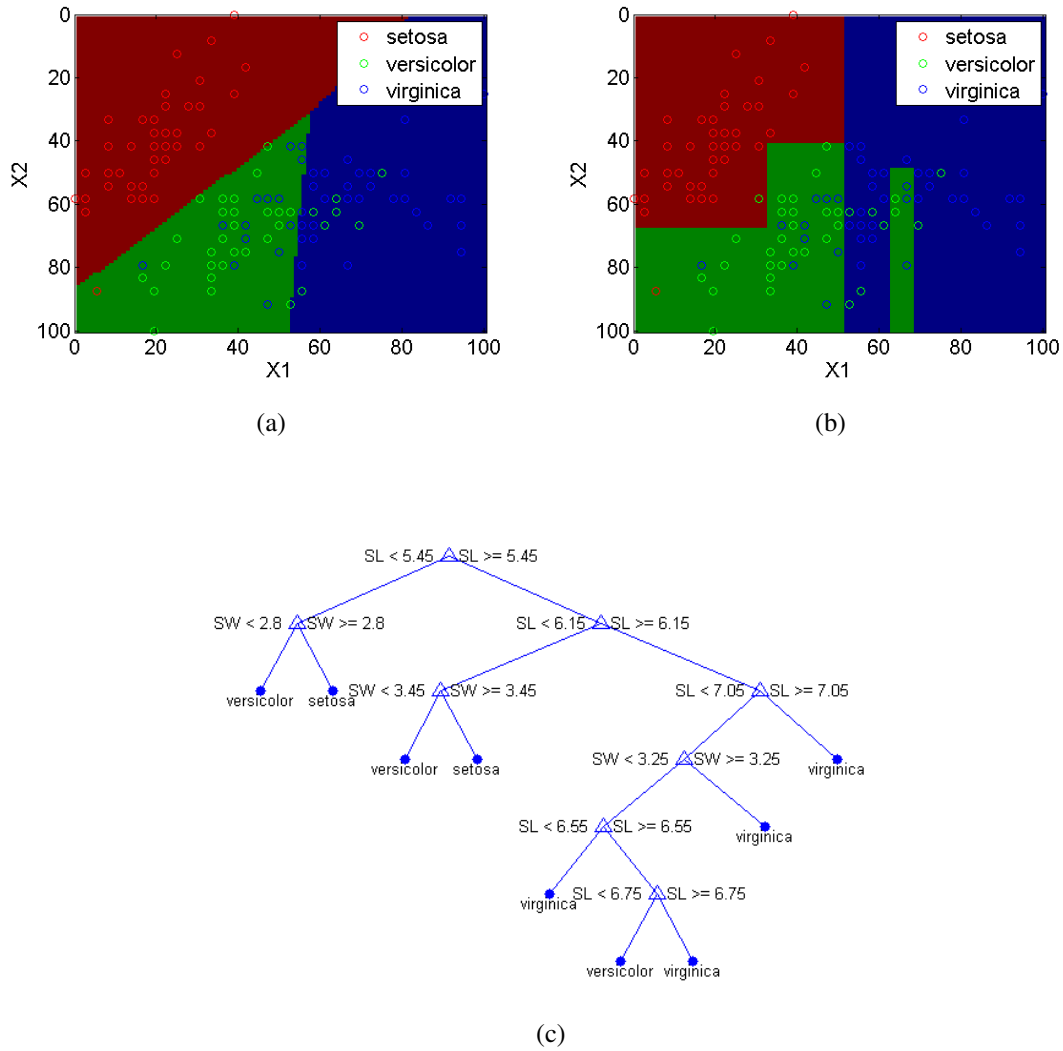 0
20
40
60
80
100
X2
0
20
40
60
80
100
X1
setosa
versicolor
virginica
(a)
0
20
40
60
80
100
X2
0
20
40
60
80
100
X1
setosa
versicolor
virginica
(b)
SL < 5.45 SL >= 5.45
SW < 2.8 SW >= 2.8
SL < 6.15 SL >= 6.15
versicolor
setosa
SW < 3.45 SW >= 3.45
SL < 7.05 SL >= 7.05
versicolor
setosa
SW < 3.25 SW >= 3.25
virginica
SL < 6.55 SL >= 6.55
virginica
virginica
SL < 6.75 SL >= 6.75
versicolor
virginica
(c)